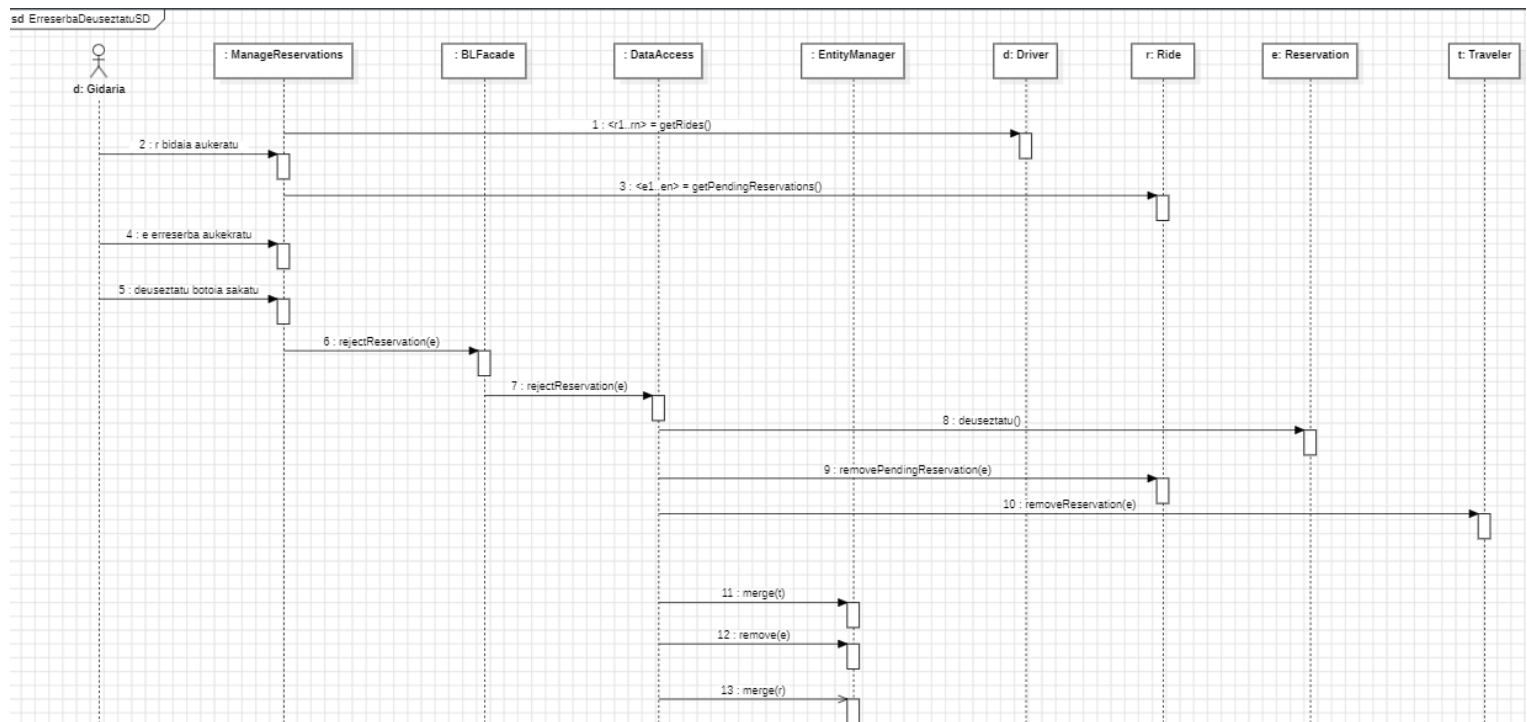 sd ErreserbaDeuseztatuSD
: ManageReservations
: BLFacade
: DataAccess
: EntityManager
d: Driver
r: Ride
e: Reservation
t: Traveler
d: Gidaria
1 : <r1..rn> = getRides()
2 : r bidaia aukeratu
3 : <e1..en> = getPendingReservations()
4 : e erreserba aukekratu
5 : deuseztatu botoia sakatu
6 : rejectReservation(e)
7 : rejectReservation(e)
8 : deusztatu()
9 : removePendingReservation(e)
10 : removeReservation(e)
11 : merge(t)
12 : remove(e)
13 : merge(r)